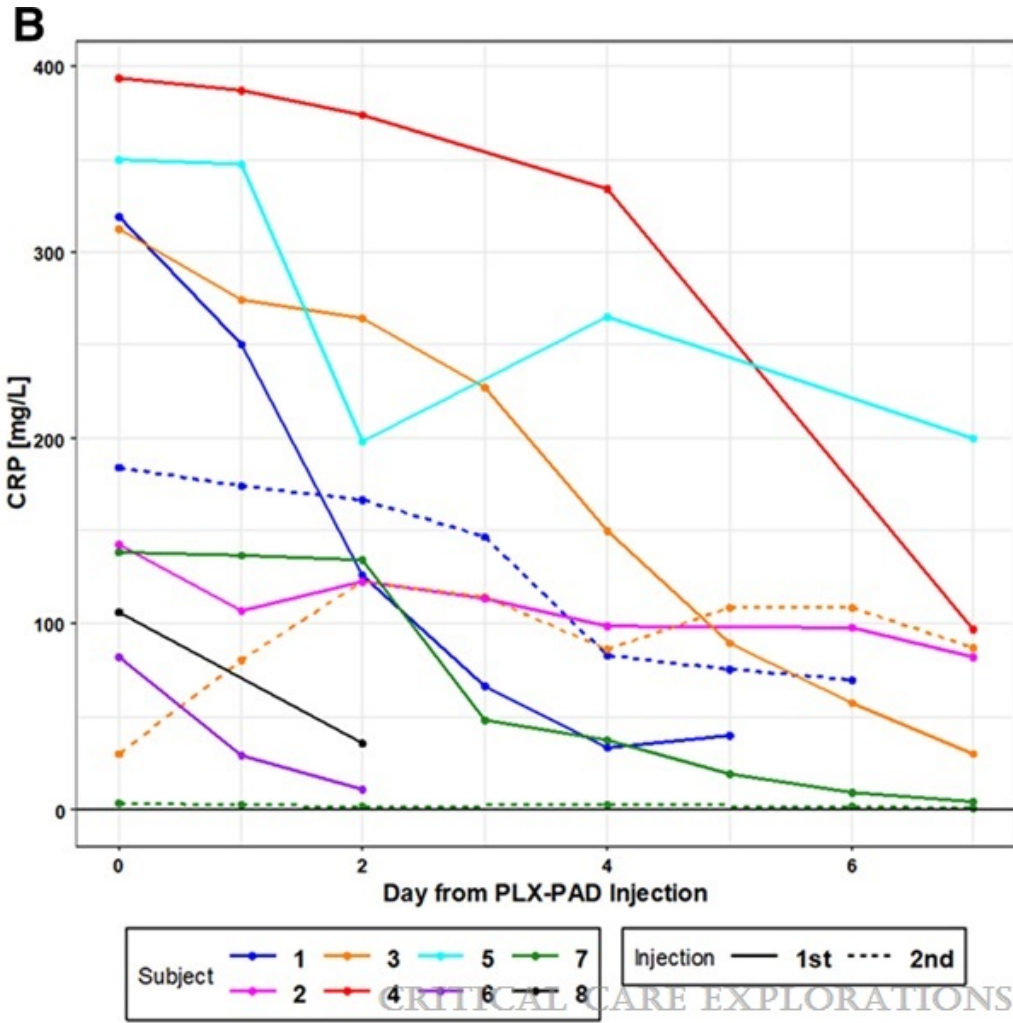 B
400
300
200
100
0
CRP [mg/L]
0 2 4 6
Day from PLX-PAD Injection
Subject 1 3 5 7
2 4 6 8
Injection 1st 2nd
CRITICAL CARE EXPLORATIONS